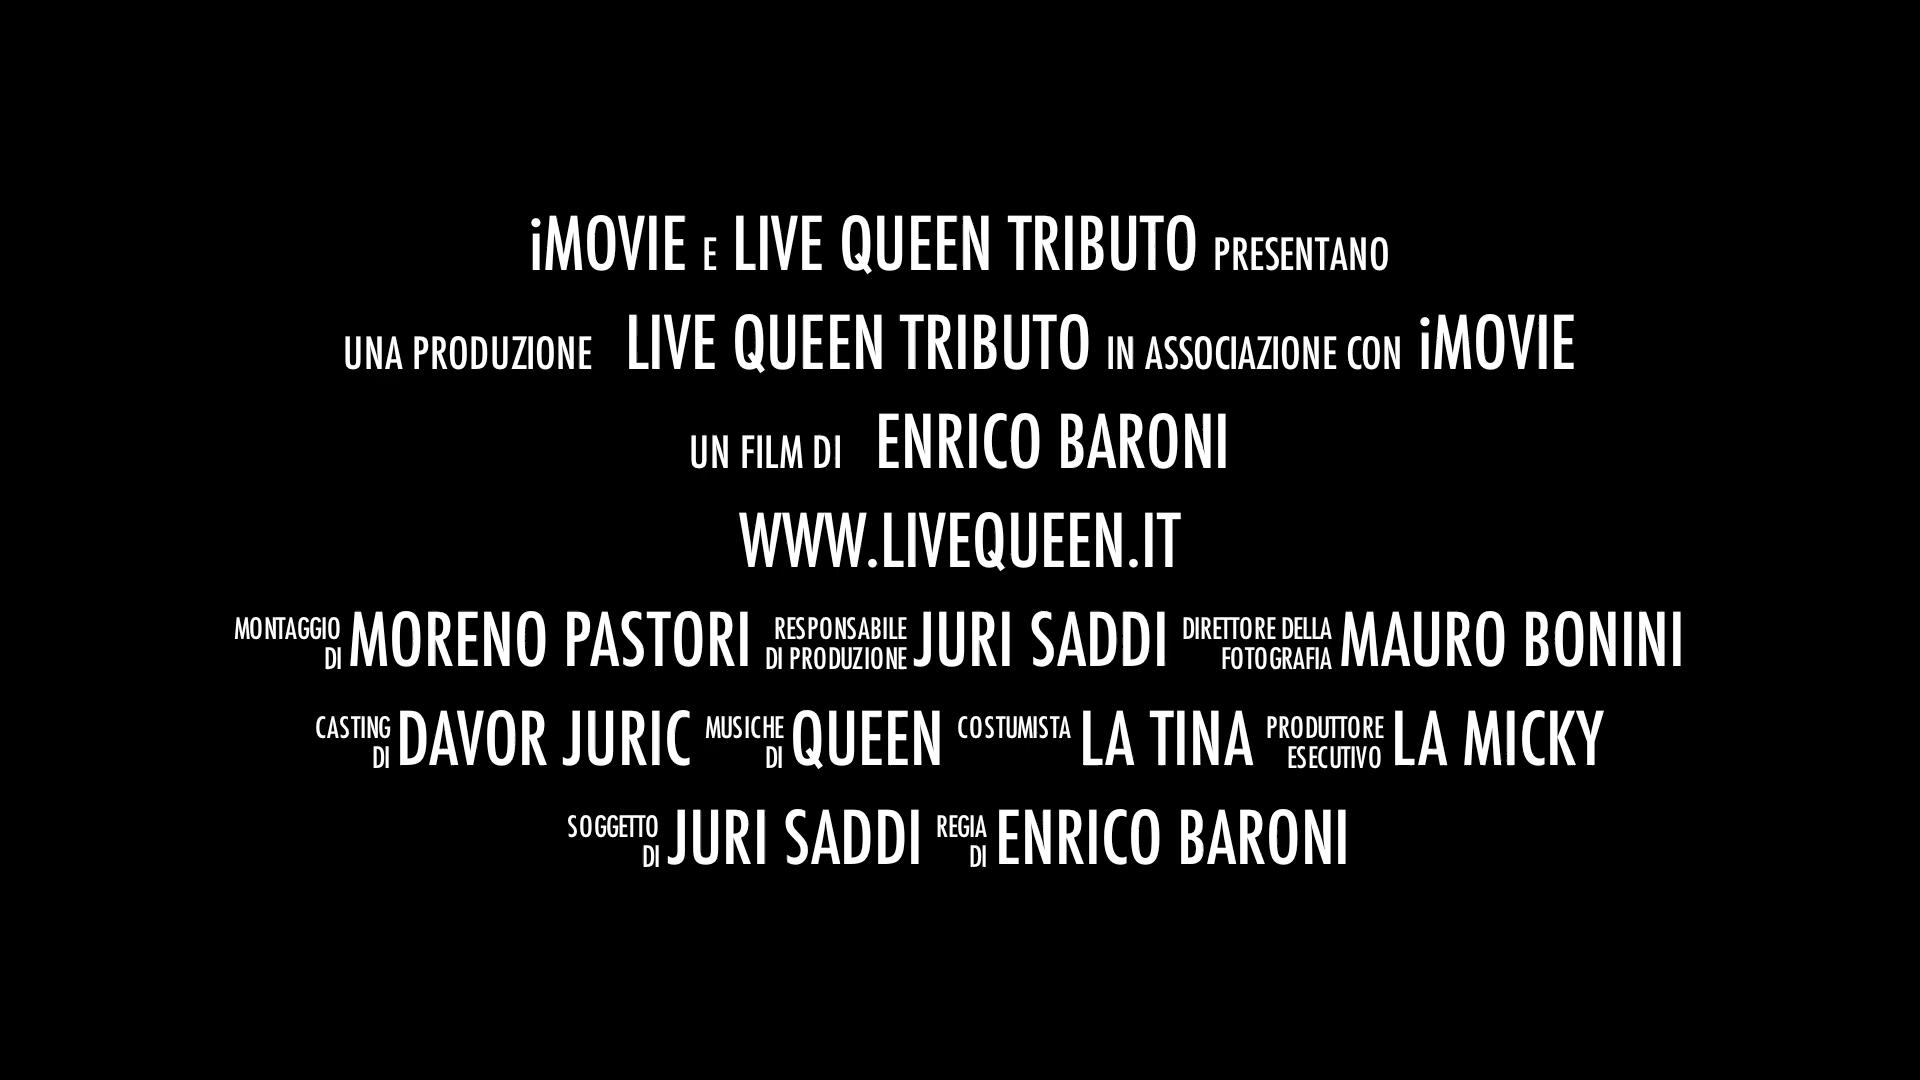 iMOVIE E LIVE QUEEN TRIBUTO PRESENTANO
UNA PRODUZIONE LIVE QUEEN TRIBUTO IN ASSOCIAZIONE CON iMOVIE
UN FILM DI ENRICO BARONI
WWW.LIVEQUEEN.IT
MONTAGGIO DI MORENO PASTORI RESPONSABILE DI PRODUZIONE JURI SADDI DIRETTORE DELLA FOTOGRAFIA MAURO BONINI
CASTING DI DAVOR JURIC MUSICHE DI QUEEN COSTUMISTA LA TINA PRODUTTORE ESECUTIVO LA MICKY
SOGGETTO DI JURI SADDI REGIA DI ENRICO BARONI